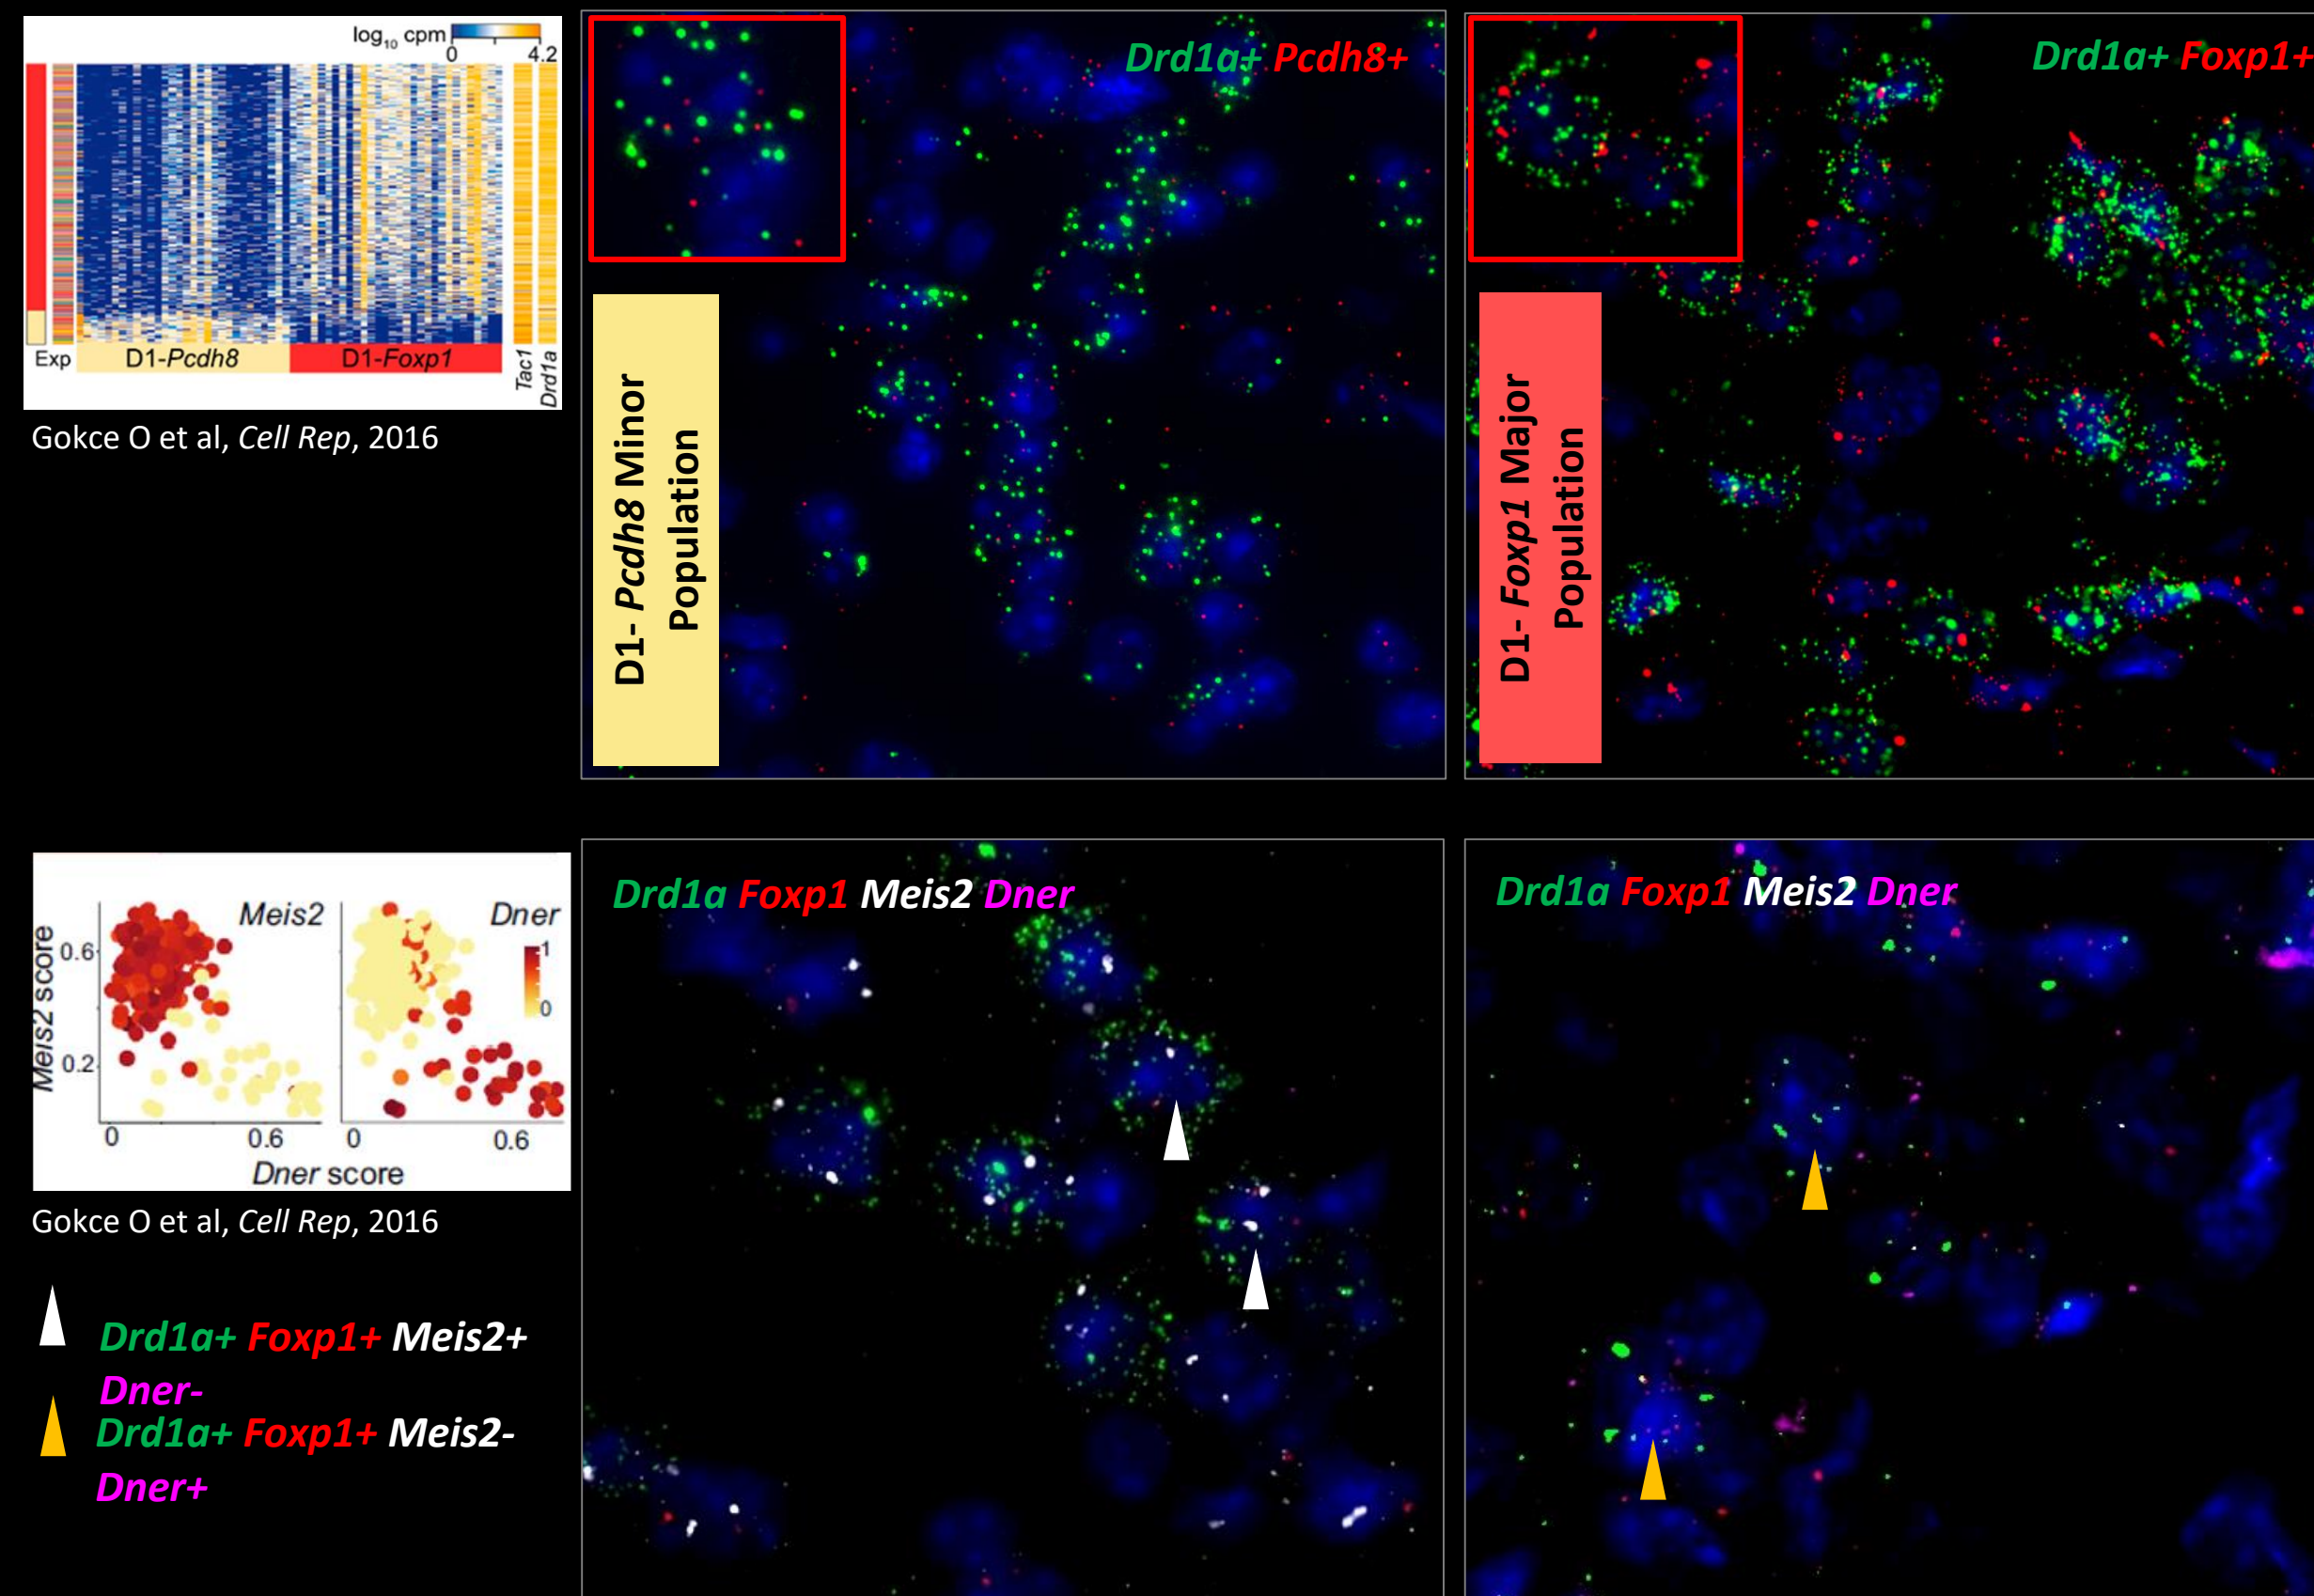 log10 cpm
0
4.2
Exp
D1-Pcdh8
D1-Foxp1
Tac1
Drd1a
Gokce O et al, Cell Rep, 2016
Drd1a+ Pcdh8+
D1- Pcdh8 Minor
Population
Drd1a+ Foxp1+
D1- Foxp1 Major
Population
Meis2
Dner
Meis2 score
0.6
0.2
1
0
0
0.6
0
0.6
Dner score
Gokce O et al, Cell Rep, 2016
Drd1a+ Foxp1+ Meis2+
Dner-
Drd1a+ Foxp1+ Meis2-
Dner+
Drd1a Foxp1 Meis2 Dner
Drd1a Foxp1 Meis2 Dner